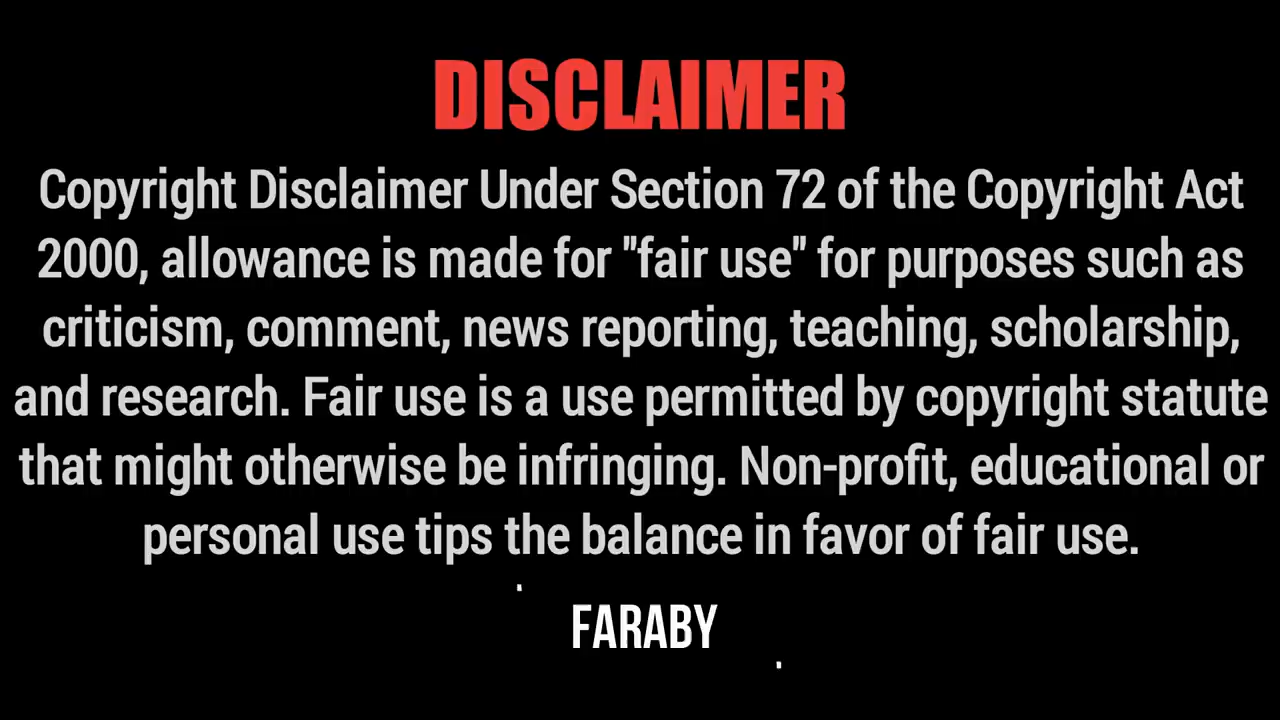 DISCLAIMER
Copyright Disclaimer Under Section 72 of the Copyright Act
2000, allowance is made for "fair use" for purposes such as
criticism, comment, news reporting, teaching, scholarship,
and research. Fair use is a use permitted by copyright statute
that might otherwise be infringing. Non-profit, educational or
personal use tips the balance in favor of fair use.
FARABY